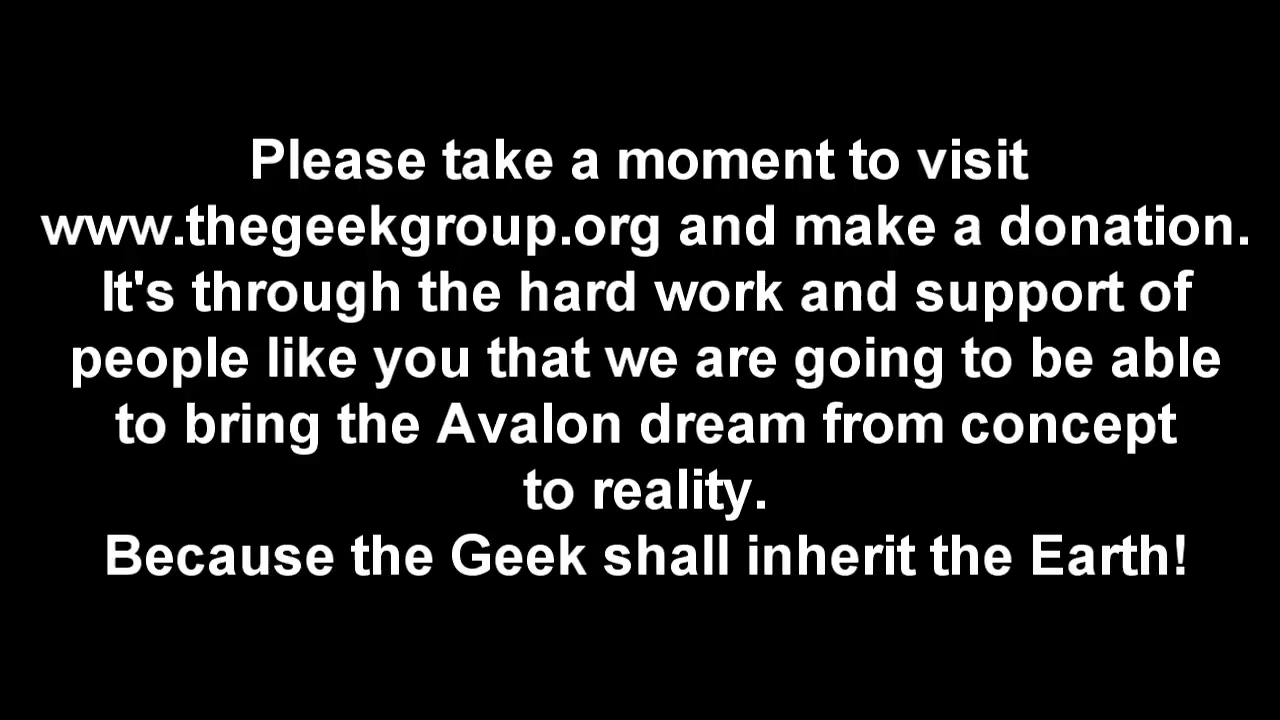 Please take a moment to visit
www.thegeekgroup.org and make a donation.
It's through the hard work and support of
people like you that we are going to be able
to bring the Avalon dream from concept
to reality.
Because the Geek shall inherit the Earth!